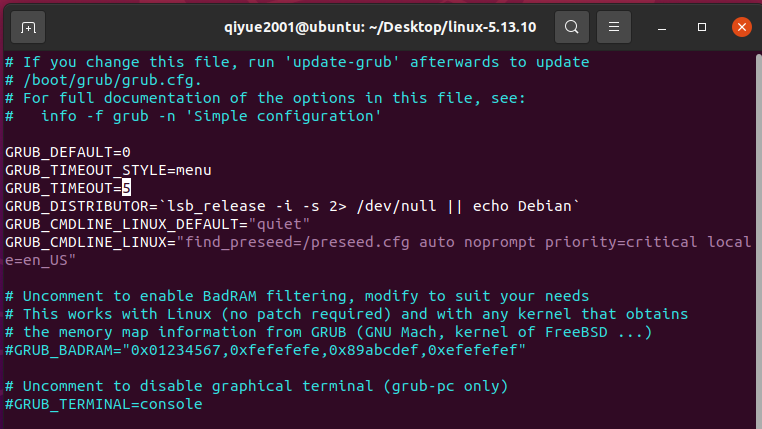 qiyue2001@ubuntu: ~/Desktop/linux-5.13.10
# If you change this file, run 'update-grub' afterwards to update
# /boot/grub/grub.cfg.
# For full documentation of the options in this file, see:
#   info -f grub -n 'Simple configuration'
GRUB_DEFAULT=0
GRUB_TIMEOUT_STYLE=menu
GRUB_TIMEOUT=5
GRUB_DISTRIBUTOR=`lsb_release -i -s 2> /dev/null || echo Debian`
GRUB_CMDLINE_LINUX_DEFAULT="quiet"
GRUB_CMDLINE_LINUX="find_preseed=/preseed.cfg auto noprompt priority=critical local
e=en_US"
# Uncomment to enable BadRAM filtering, modify to suit your needs
# This works with Linux (no patch required) and with any kernel that obtains
# the memory map information from GRUB (GNU Mach, kernel of FreeBSD ...)
#GRUB_BADRAM="0x01234567,0xfefefefe,0x89abcdef,0xefefefef"
# Uncomment to disable graphical terminal (grub-pc only)
#GRUB_TERMINAL=console